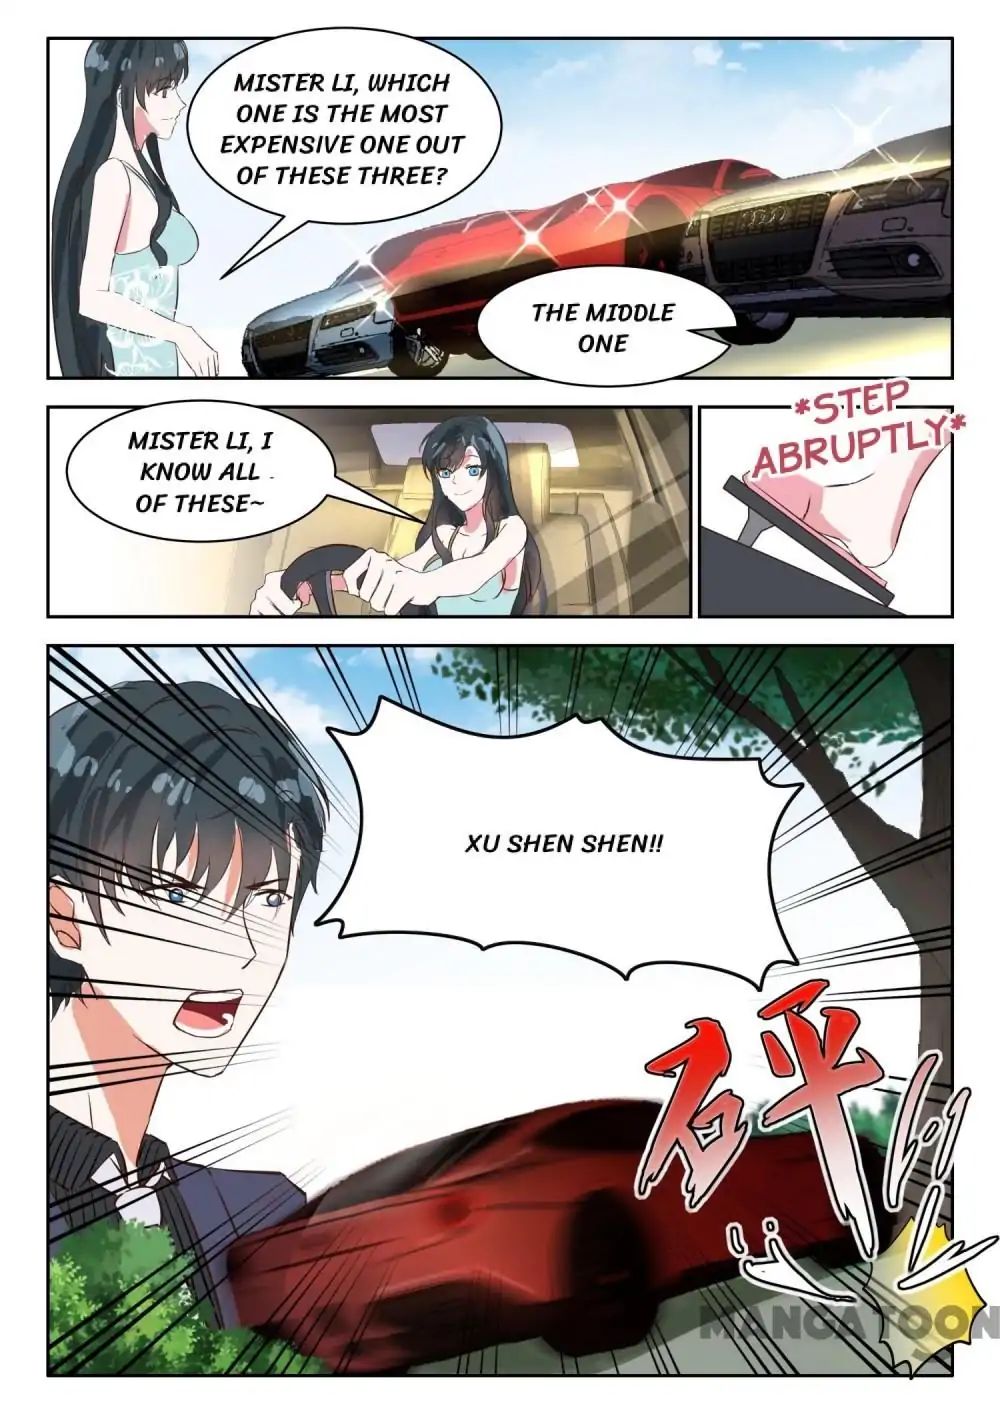 MISTER LI, WHICH
ONE IS THE MOST
EXPENSIVE ONE OUT
OF THESE THREE?
THE MIDDLE
ONE
MISTER LI, I
KNOW ALL
OF THESE~
*STEP
ABRUPTLY*
XU SHEN SHEN!!
砰!!
MANGATOON